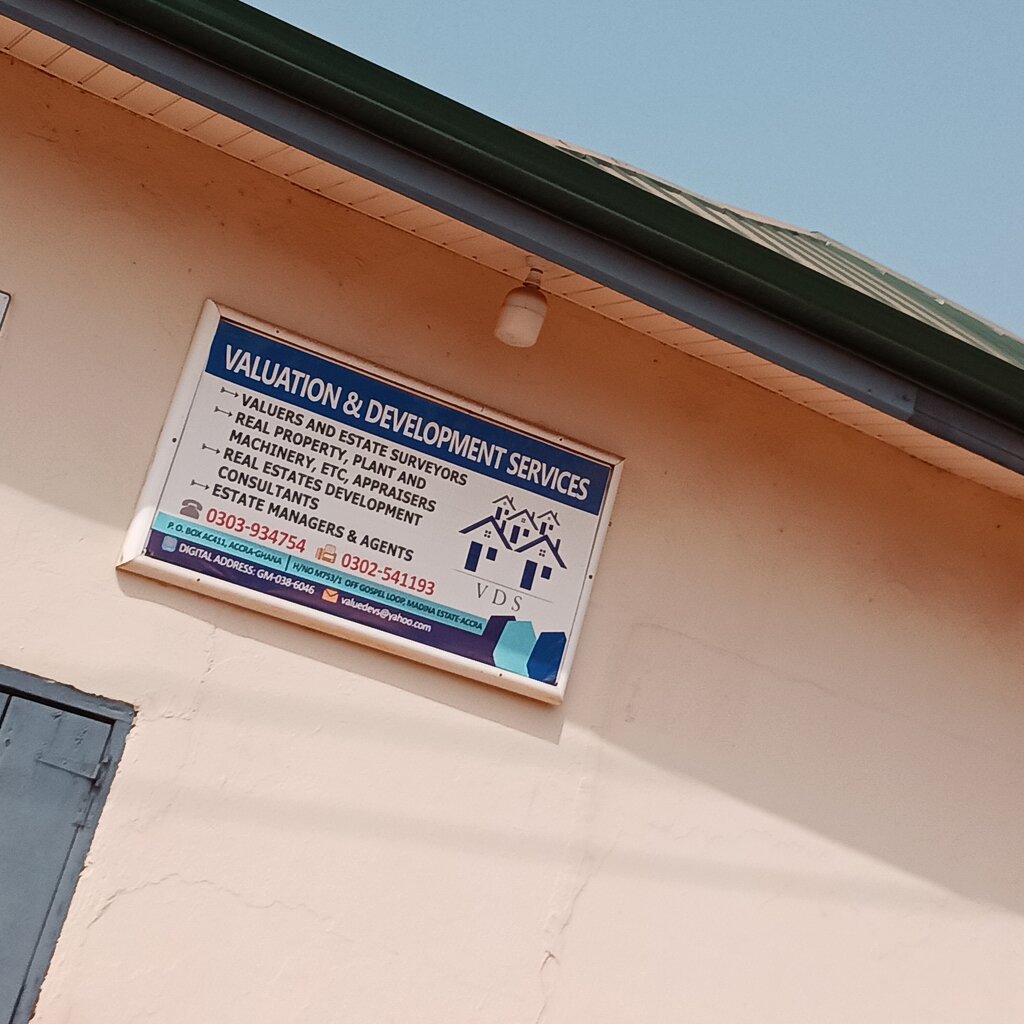 VALUATION & DEVELOPMENT SERVICES
VALUERS AND ESTATE SURVEYORS
REAL PROPERTY, PLANT AND
MACHINERY, ETC, APPRAISERS
REAL ESTATES DEVELOPMENT
CONSULTANTS
ESTATE MANAGERS & AGENTS
0303-934754 0302-541193
VDS
P. O. BOX AC411, ACCRA-GHANA H/NO M753/1 OFF GOSPEL LOOP, MADINA ESTATE-ACCRA
DIGITAL ADDRESS: GM-038-6046 valuedevs@yahoo.com